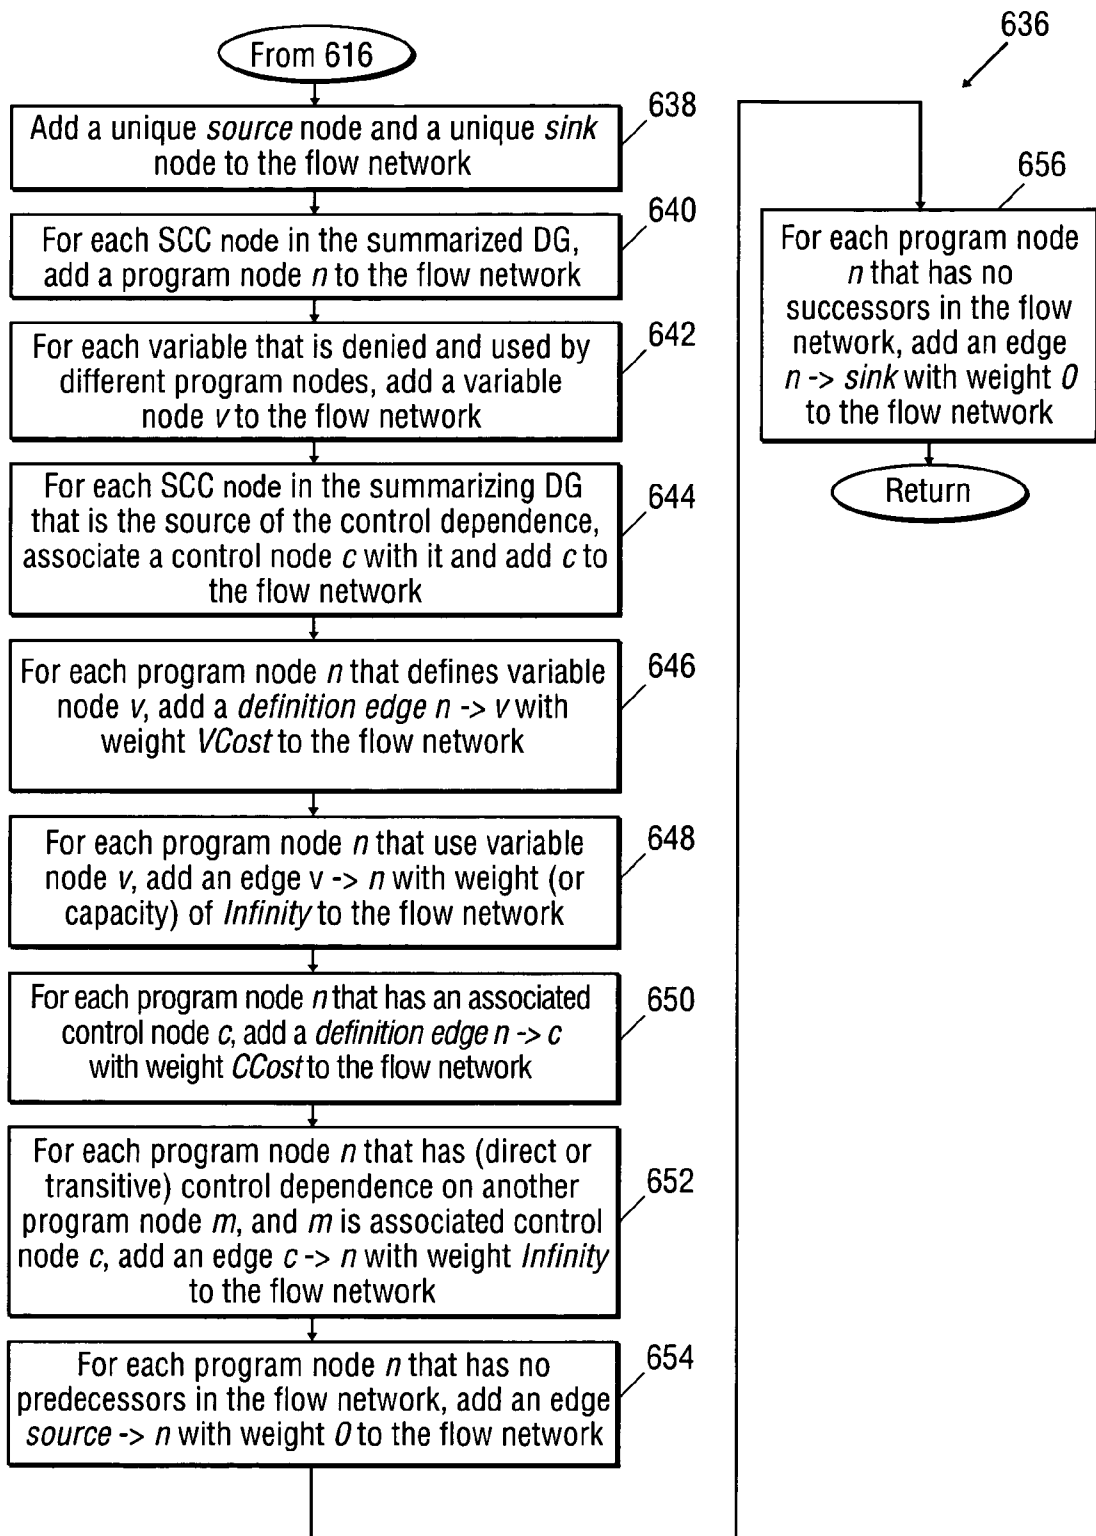 From 616
638
Add a unique source node and a unique sink
node to the flow network
640
For each SCC node in the summarized DG,
add a program node n to the flow network
642
For each variable that is denied and used by
different program nodes, add a variable
node v to the flow network
644
For each SCC node in the summarizing DG
that is the source of the control dependence,
associate a control node c with it and add c to
the flow network
646
For each program node n that defines variable
node v, add a definition edge n -> v with
weight VCost to the flow network
648
For each program node n that use variable
node v, add an edge v -> n with weight (or
capacity) of Infinity to the flow network
650
For each program node n that has an associated
control node c, add a definition edge n -> c
with weight CCost to the flow network
652
For each program node n that has (direct or
transitive) control dependence on another
program node m, and m is associated control
node c, add an edge c -> n with weight Infinity
to the flow network
654
For each program node n that has no
predecessors in the flow network, add an edge
source -> n with weight 0 to the flow network
636
656
For each program node
n that has no
successors in the flow
network, add an edge
n -> sink with weight 0
to the flow network
Return